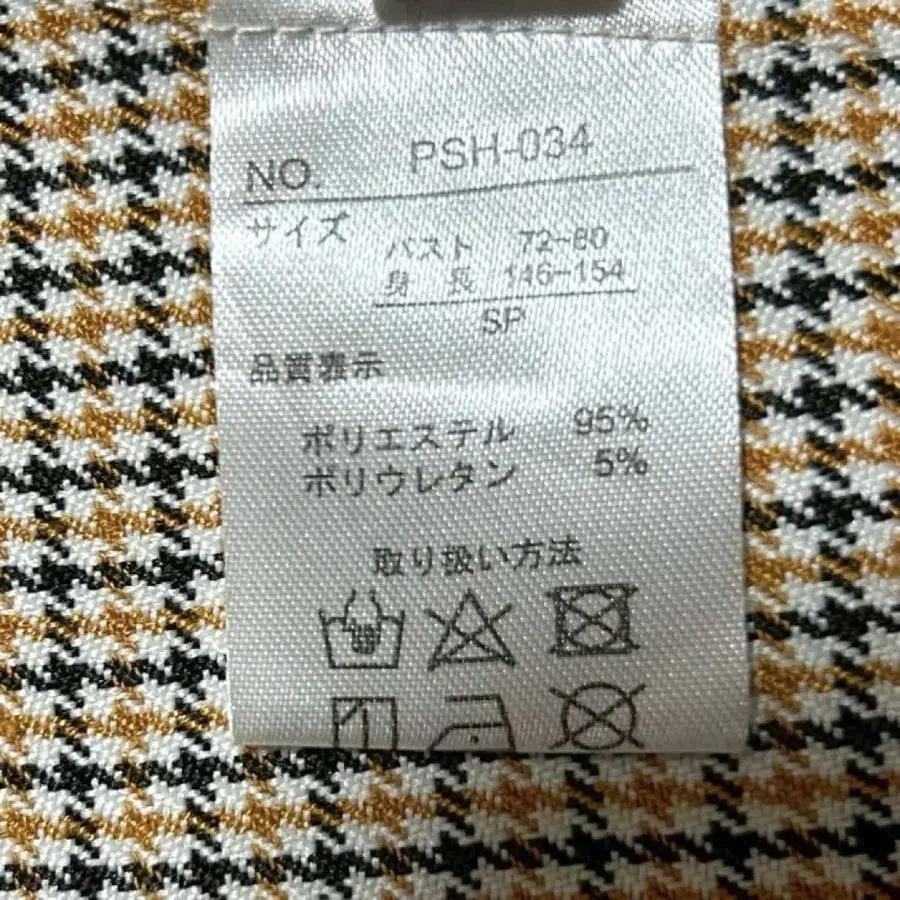 NO. PSH-034
サイズ バスト 72-80
身長 146-154
SP
品質表示
ポリエステル 95%
ポリウレタン 5%
取り扱い方法